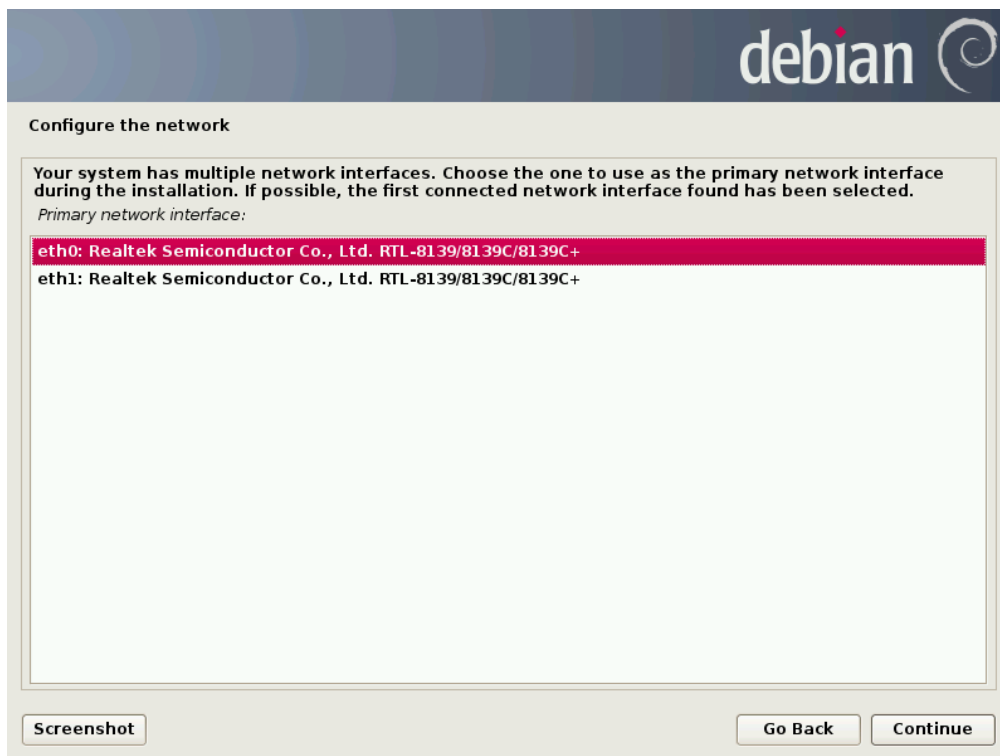 debian
Configure the network
Your system has multiple network interfaces. Choose the one to use as the primary network interface
during the installation. If possible, the first connected network interface found has been selected.
Primary network interface:
eth0: Realtek Semiconductor Co., Ltd. RTL-8139/8139C/8139C+
eth1: Realtek Semiconductor Co., Ltd. RTL-8139/8139C/8139C+
Screenshot
Go Back
Continue